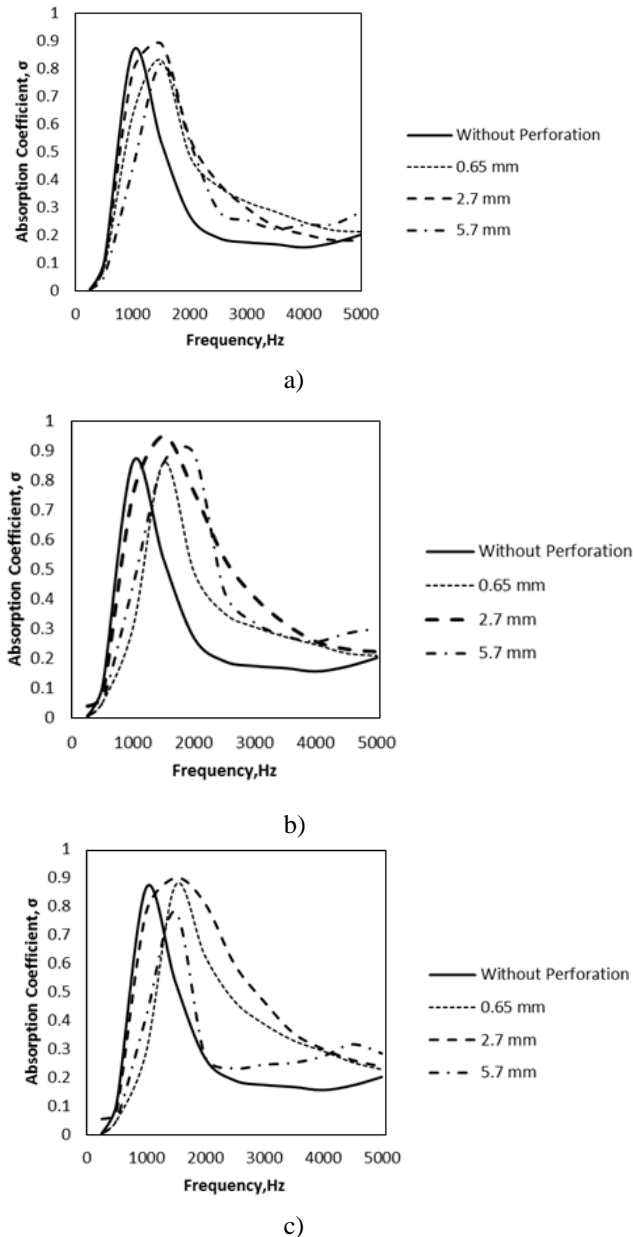 Absorption Coefficient, σ
1
0.9
0.8
0.7
0.6
0.5
0.4
0.3
0.2
0.1
0
0 1000 2000 3000 4000 5000
Frequency,Hz
Without Perforation
0.65 mm
2.7 mm
5.7 mm
a)
Absorption Coefficient, σ
1
0.9
0.8
0.7
0.6
0.5
0.4
0.3
0.2
0.1
0
0 1000 2000 3000 4000 5000
Frequency,Hz
Without Perforation
0.65 mm
2.7 mm
5.7 mm
b)
Absorption Coefficient, σ
1
0.9
0.8
0.7
0.6
0.5
0.4
0.3
0.2
0.1
0
0 1000 2000 3000 4000 5000
Frequency,Hz
Without Perforation
0.65 mm
2.7 mm
5.7 mm
c)